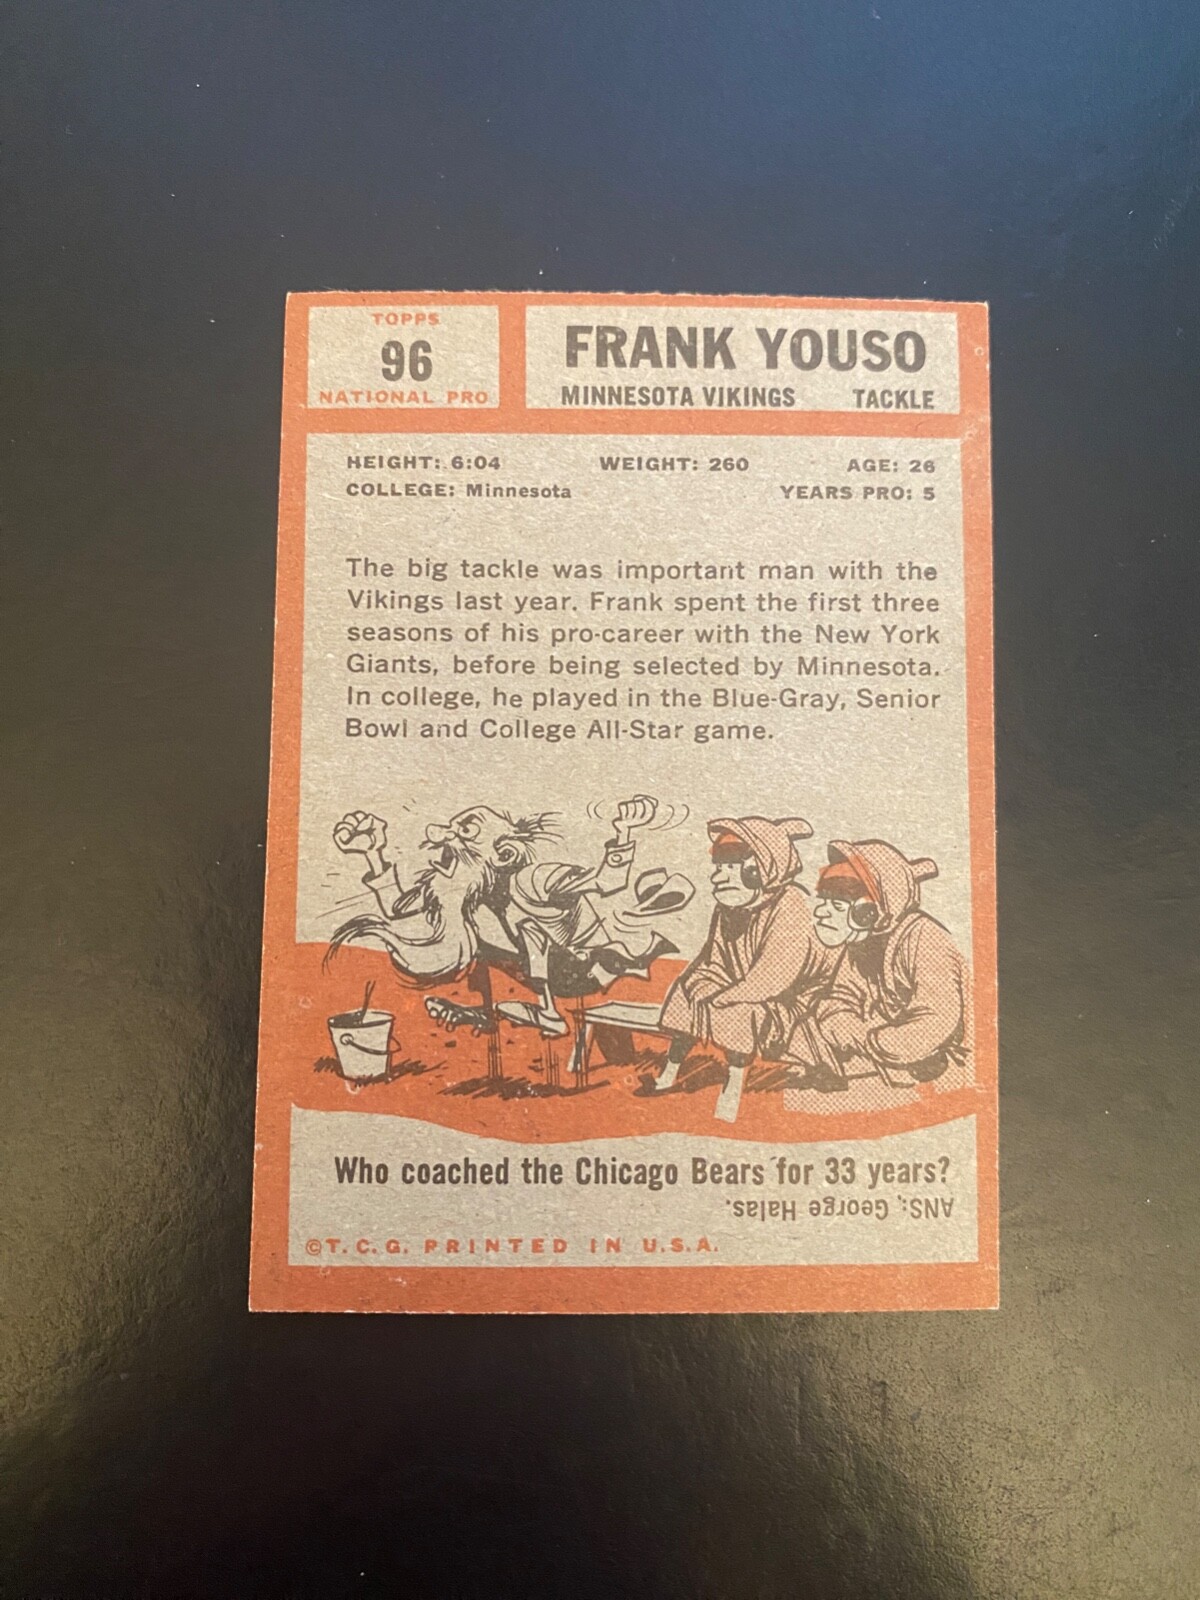 TOPPS
96
NATIONAL PRO
FRANK YOUSO
MINNESOTA VIKINGS TACKLE
HEIGHT: 6:04 WEIGHT: 260 AGE: 26
COLLEGE: Minnesota YEARS PRO: 5
The big tackle was important man with the
Vikings last year. Frank spent the first three
seasons of his pro-career with the New York
Giants, before being selected by Minnesota.
In college, he played in the Blue-Gray, Senior
Bowl and College All-Star game.
Who coached the Chicago Bears for 33 years?
ANS: George Halas.
©T.C.G. PRINTED IN U.S.A.